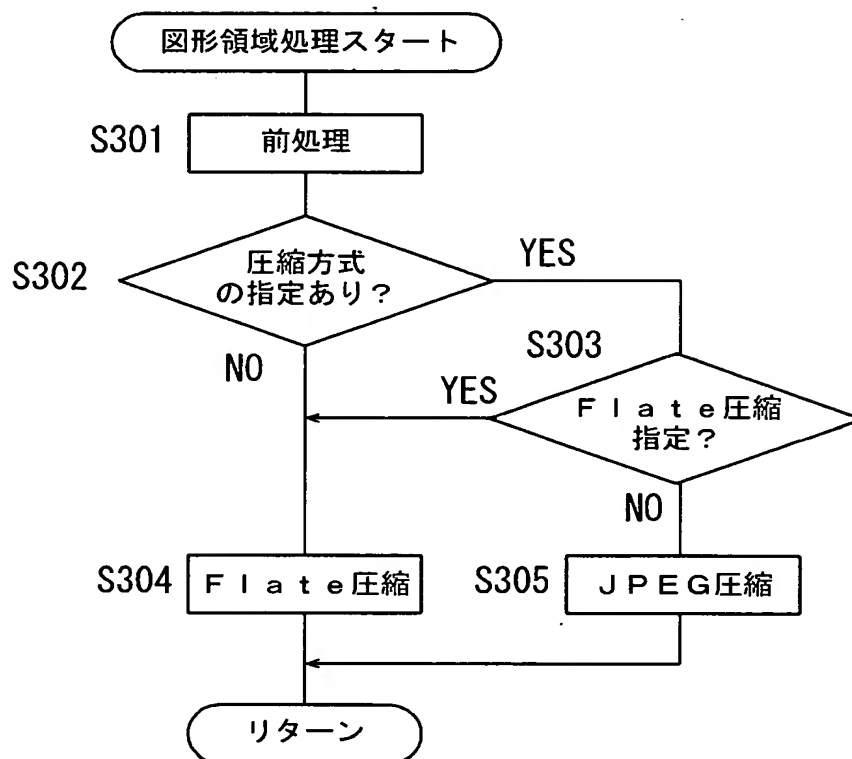 図形領域処理スタート
S301
前処理
S302
圧縮方式
の指定あり？
YES
NO
S303
YES
Ｆｌａｔｅ圧縮
指定？
NO
S304
Ｆｌａｔｅ圧縮
S305
ＪＰＥＧ圧縮
リターン